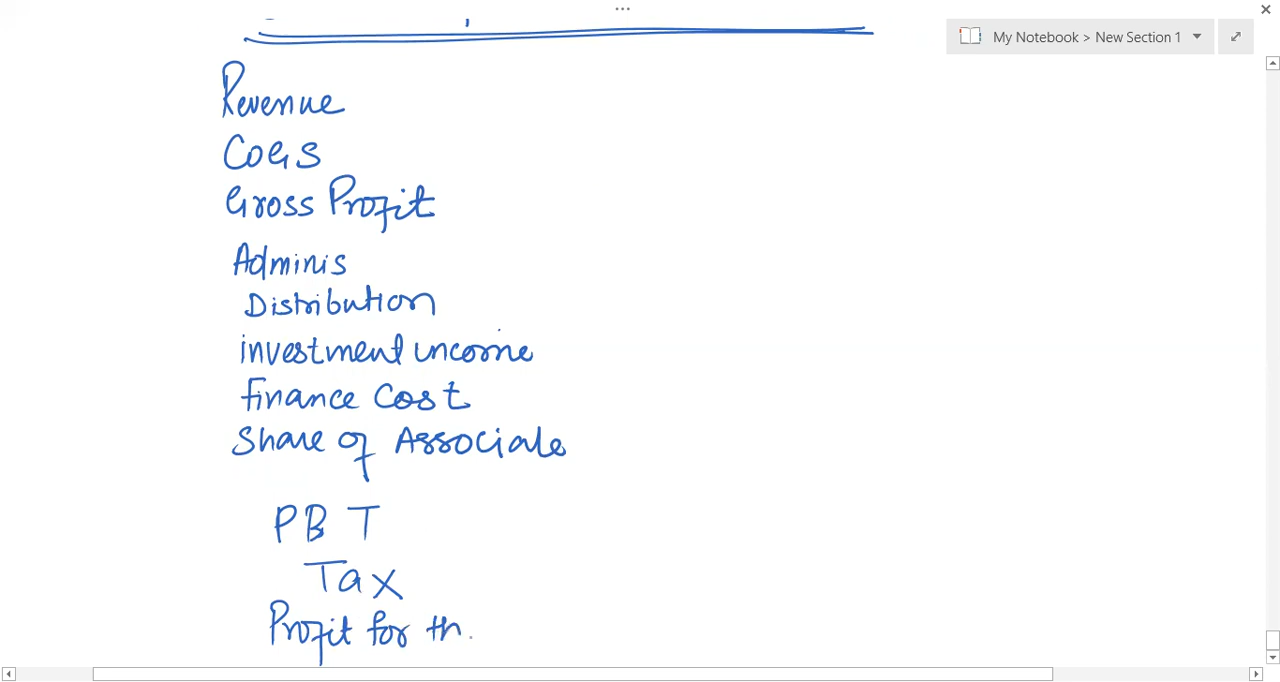 ...
My Notebook > New Section 1
Revenue
COGS
Gross Profit
Adminis
Distribution
investment income
Finance Cost
Share of Associate
PBT
Tax
Profit for th